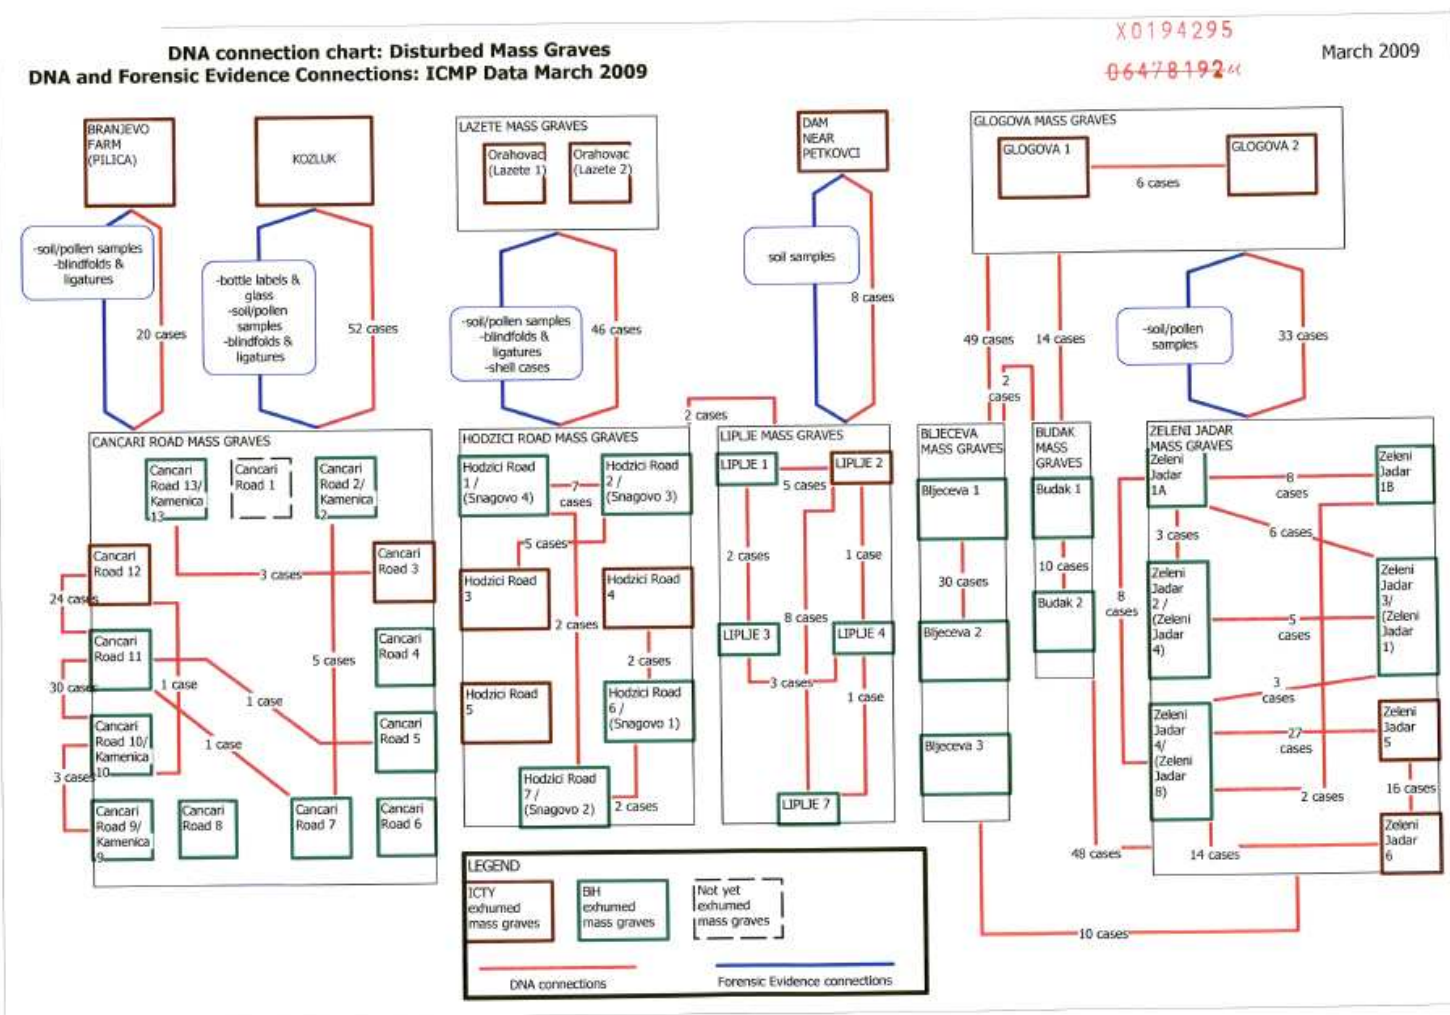 X0194295
06478192
March 2009
DNA connection chart: Disturbed Mass Graves
DNA and Forensic Evidence Connections: ICMP Data March 2009
BRANJEVO
FARM
(PILICA)
KOZLUK
LAZETE MASS GRAVES
Orahovac
(Lazete 1)
Orahovac
(Lazete 2)
DAM
NEAR
PETKOVCI
GLOGOVA MASS GRAVES
GLOGOVA 1
GLOGOVA 2
6 cases
-soil/pollen samples
-blindfolds &
ligatures
20 cases
-bottle labels &
glass
-soil/pollen
samples
-blindfolds &
ligatures
52 cases
-soil/pollen samples
-blindfolds &
ligatures
-shell cases
46 cases
soil samples
8 cases
49 cases
14 cases
-soil/pollen
samples
33 cases
2
cases
2 cases
CANCARI ROAD MASS GRAVES
Cancari
Road 13/
Kamenica
13
Cancari
Road 1
Cancari
Road 2/
Kamenica
2
Cancari
Road 12
3 cases
Cancari
Road 3
24 cases
Cancari
Road 11
5 cases
Cancari
Road 4
30 cases
1 case
1 case
Cancari
Road 10/
Kamenica
10
1 case
Cancari
Road 5
3 cases
Cancari
Road 9/
Kamenica
9
Cancari
Road 8
Cancari
Road 7
Cancari
Road 6
HODZICI ROAD MASS GRAVES
Hodzici Road
1 /
(Snagovo 4)
7
cases
Hodzici Road
2 /
(Snagovo 3)
5 cases
Hodzici Road
3
Hodzici Road
4
2 cases
2 cases
Hodzici Road
5
Hodzici Road
6 /
(Snagovo 1)
Hodzici Road
7 /
(Snagovo 2)
2 cases
LIPLJE MASS GRAVES
LIPLJE 1
LIPLJE 2
5 cases
2 cases
1 case
8 cases
LIPLJE 3
LIPLJE 4
3 cases
1 case
LIPLJE 7
BLJECEVA
MASS GRAVES
Bljeceva 1
30 cases
Bljeceva 2
Bljeceva 3
BUDAK
MASS
GRAVES
Budak 1
10 cases
Budak 2
ZELENI JADAR
MASS GRAVES
Zeleni
Jadar
1A
8
cases
Zeleni
Jadar
1B
3 cases
6 cases
Zeleni
Jadar
2 /
(Zeleni
Jadar
4)
8
cases
5
cases
Zeleni
Jadar
3/
(Zeleni
Jadar
1)
3
cases
Zeleni
Jadar
4/
(Zeleni
Jadar
8)
27
cases
Zeleni
Jadar
5
2 cases
16 cases
48 cases
14 cases
Zeleni
Jadar
6
10 cases
LEGEND
ICTY
exhumed
mass graves
BIH
exhumed
mass graves
Not yet
exhumed
mass graves
DNA connections
Forensic Evidence connections